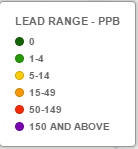 LEAD RANGE - PPB
0
1-4
5-14
15-49
50-149
150 AND ABOVE